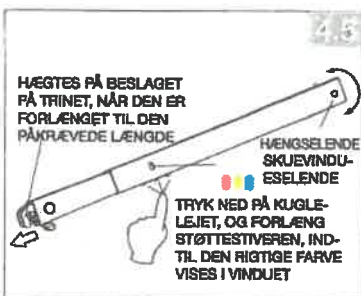 4.5
HÆGTES PÅ BESLAGET
PÅ TRINET, NÅR DEN ER
FORLÆNGET TIL DEN
PÅKRÆVEDE LÆNGDE
HÆNGSELENDE
SKUEVINDU-
ESELENDE
TRYK NED PÅ KUGLE-
LEJET, OG FORLÆNG
STØTTESTIVEREN, IND-
TIL DEN RIGTIGE FARVE
VISES I VINDUET